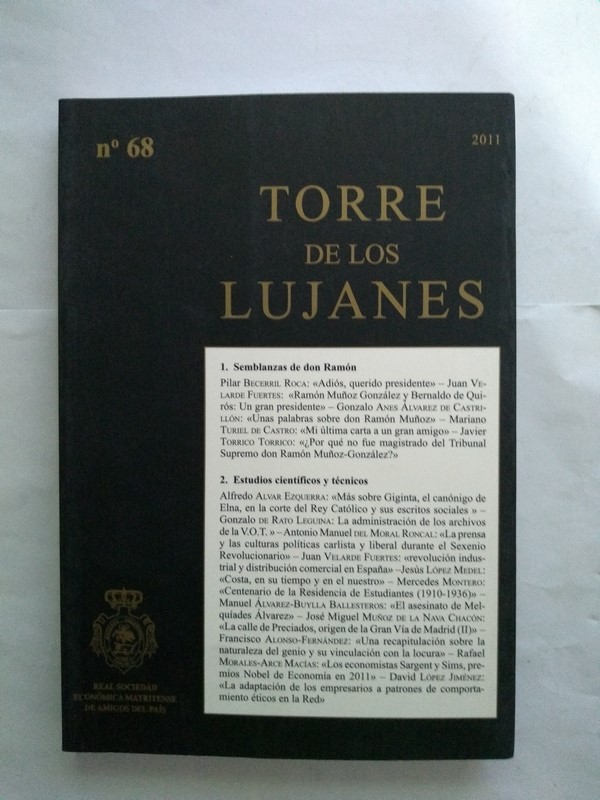 nº 68
2011
TORRE
DE LOS
LUJANES
1. Semblanzas de don Ramón
Pilar BECERRIL ROCA: «Adiós, querido presidente» – Juan VE-
LARDE FUERTES: «Ramón Muñoz González y Bernaldo de Qui-
rós: Un gran presidente» – Gonzalo ANES ÁLVAREZ DE CASTRI-
LLÓN: «Unas palabras sobre don Ramón Muñoz» – Mariano
TURIEL DE CASTRO: «Mi última carta a un gran amigo» – Javier
TORRICO TORRICO: «¿Por qué no fue magistrado del Tribunal
Supremo don Ramón Muñoz-González?»
2. Estudios científicos y técnicos
Alfredo ALVAR EZQUERRA: «Más sobre Giginta, el canónigo de
Elna, en la corte del Rey Católico y sus escritos sociales » –
Gonzalo DE RATO LEGUINA: La administración de los archivos
de la V.O.T. » – Antonio Manuel DEL MORAL RONCAL: «La prensa
y las culturas políticas carlista y liberal durante el Sexenio
Revolucionario» – Juan VELARDE FUERTES: «revolución indus-
trial y distribución comercial en España» –Jesús LÓPEZ MEDEL:
«Costa, en su tiempo y en el nuestro» – Mercedes MONTERO:
«Centenario de la Residencia de Estudiantes (1910-1936)» –
Manuel ÁLVAREZ-BUYLLA BALLESTEROS: «El asesinato de Mel-
quíades Álvarez» – José Miguel MUÑOZ DE LA NAVA CHACÓN:
«La calle de Preciados, origen de la Gran Vía de Madrid (II)» –
Francisco ALONSO-FERNÁNDEZ: «Una recapitulación sobre la
naturaleza del genio y su vinculación con la locura» – Rafael
MORALES-ARCE MACÍAS: «Los economistas Sargent y Sims, pre-
mios Nobel de Economía en 2011» – David LÓPEZ JIMÉNEZ:
«La adaptación de los empresarios a patrones de comporta-
miento éticos en la Red»
REAL SOCIEDAD
ECONÓMICA MATRITENSE
DE AMIGOS DEL PAÍS